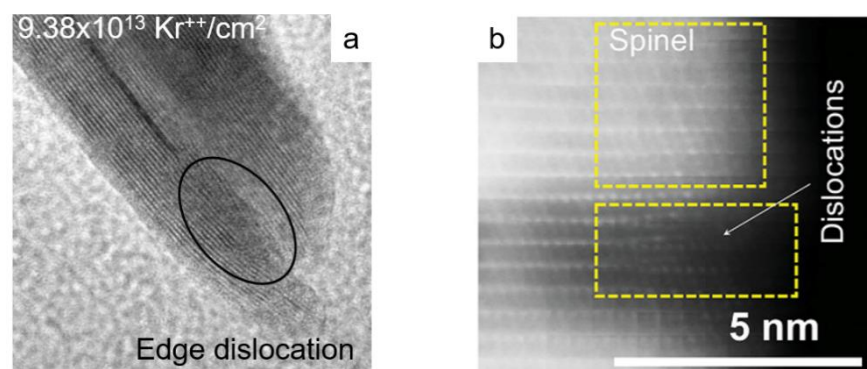 9.38x10¹³ Kr⁺⁺/cm²
a
Edge dislocation
b
Spinel
Dislocations
5 nm